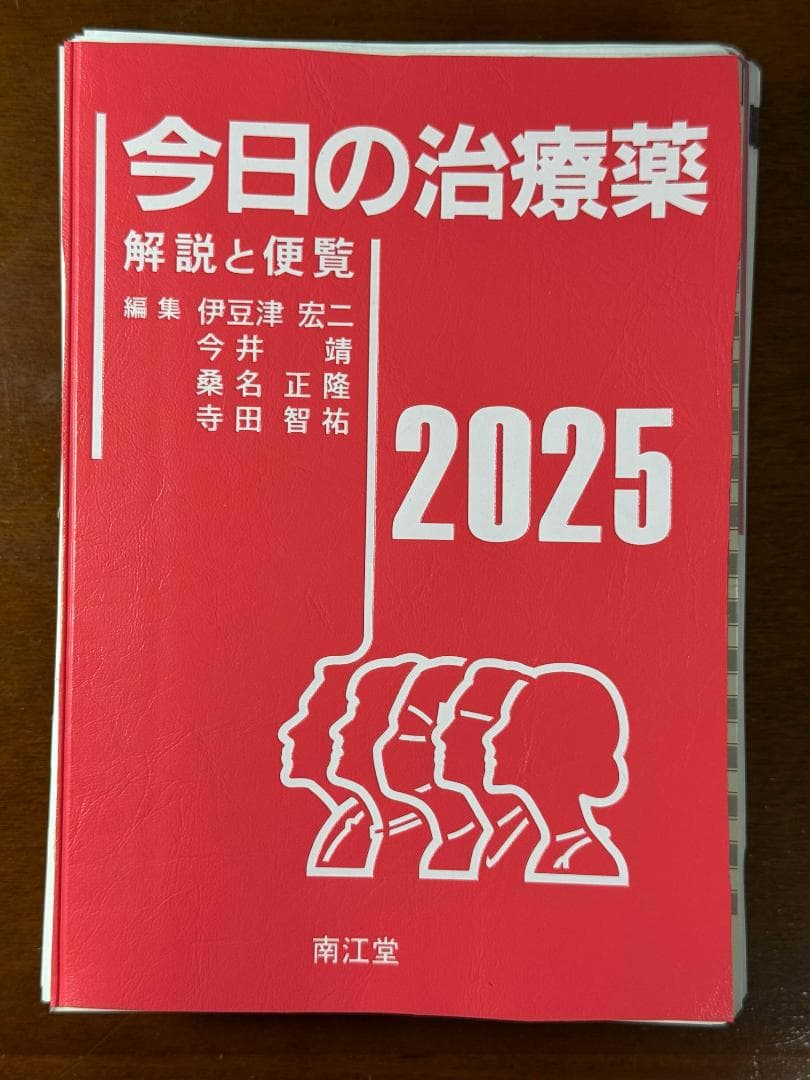 今日の治療薬
解説と便覧
編集 伊豆津 宏二
今井 靖
桑名 正隆
寺田 智祐
2025
南江堂